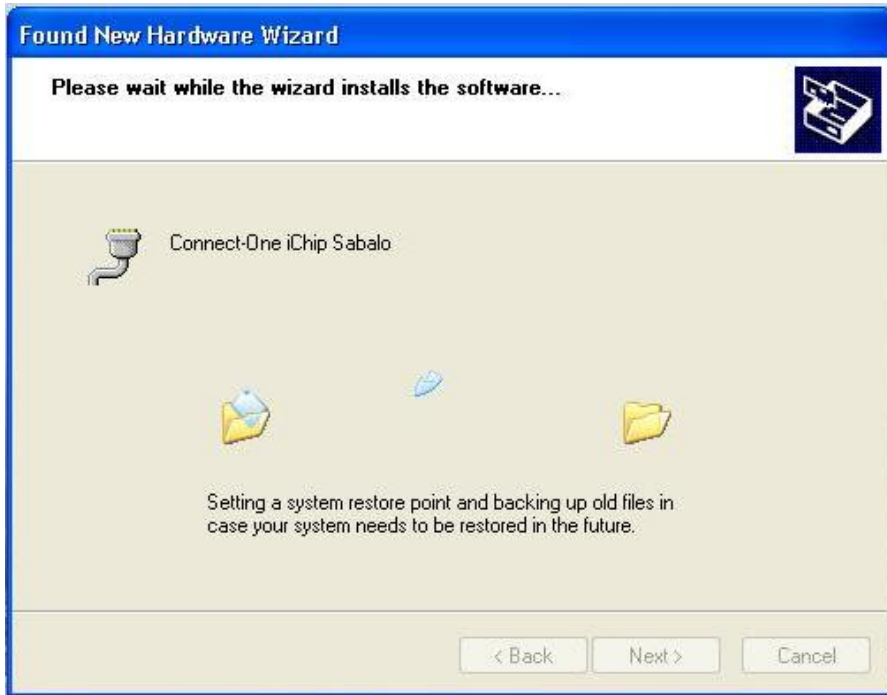 Found New Hardware Wizard
Please wait while the wizard installs the software...
Connect-One iChip Sabalo
Setting a system restore point and backing up old files in
case your system needs to be restored in the future.
< Back
Next >
Cancel